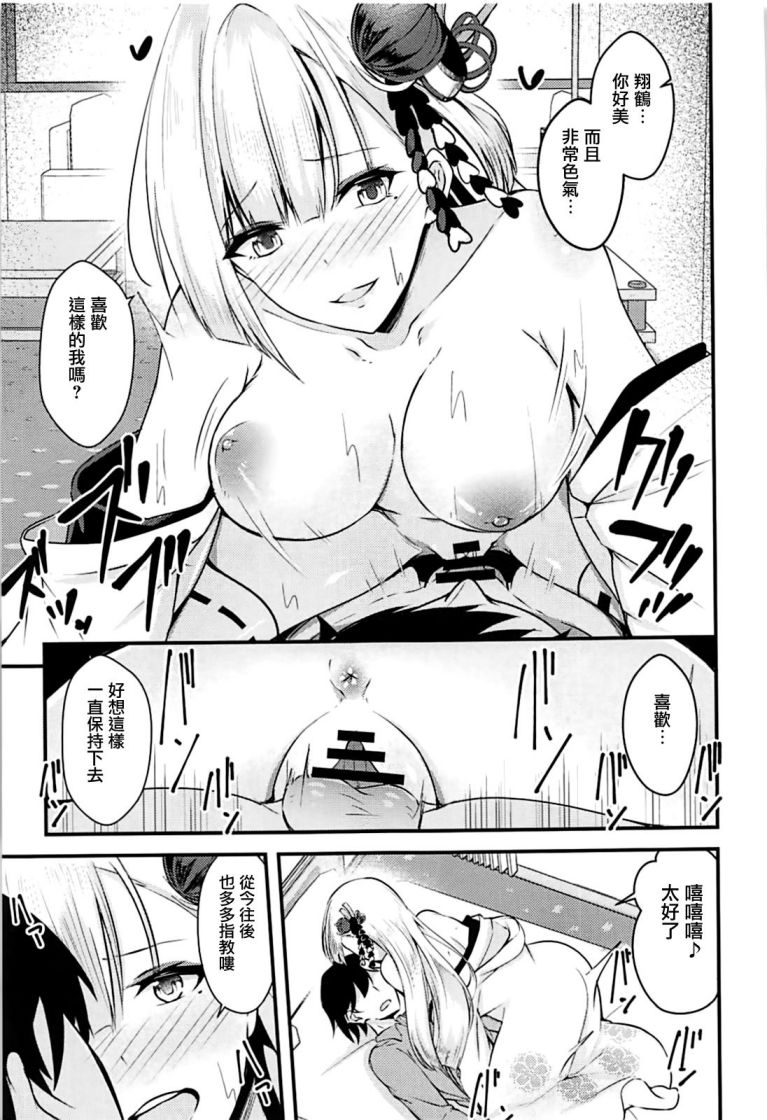 翔鶴…
你好美
而且
非常色氣…
喜歡
這樣的我嗎?
喜歡…
好想這樣
一直保持下去
嘻嘻嘻♪
太好了
從今往後
也多多指教嘍